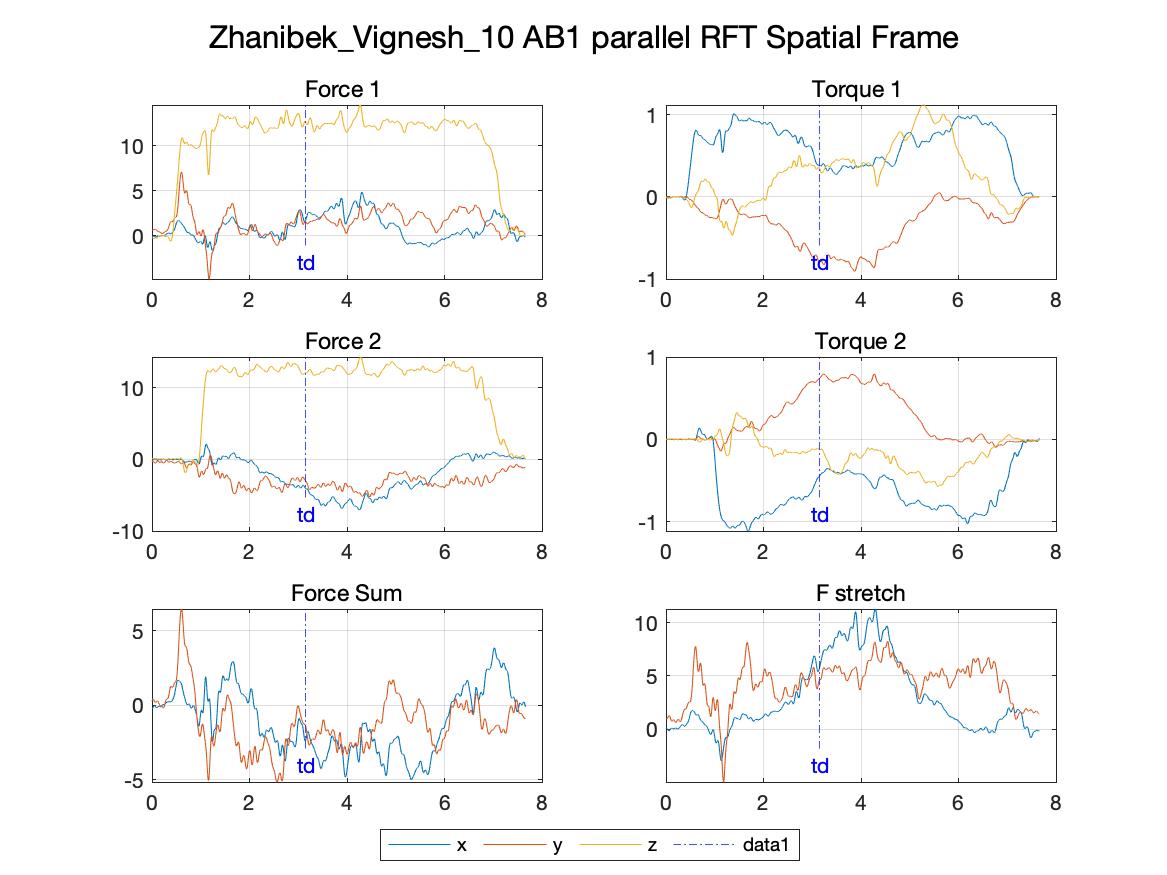 Zhanibek_Vignesh_10 AB1 parallel RFT Spatial Frame
Force 1
10
5
0
td
0 2 4 6 8
Torque 1
1
0
-1
td
0 2 4 6 8
Force 2
10
0
-10
td
0 2 4 6 8
Torque 2
1
0
-1
td
0 2 4 6 8
Force Sum
5
0
-5
td
0 2 4 6 8
F stretch
10
5
0
td
0 2 4 6 8
x y z data1